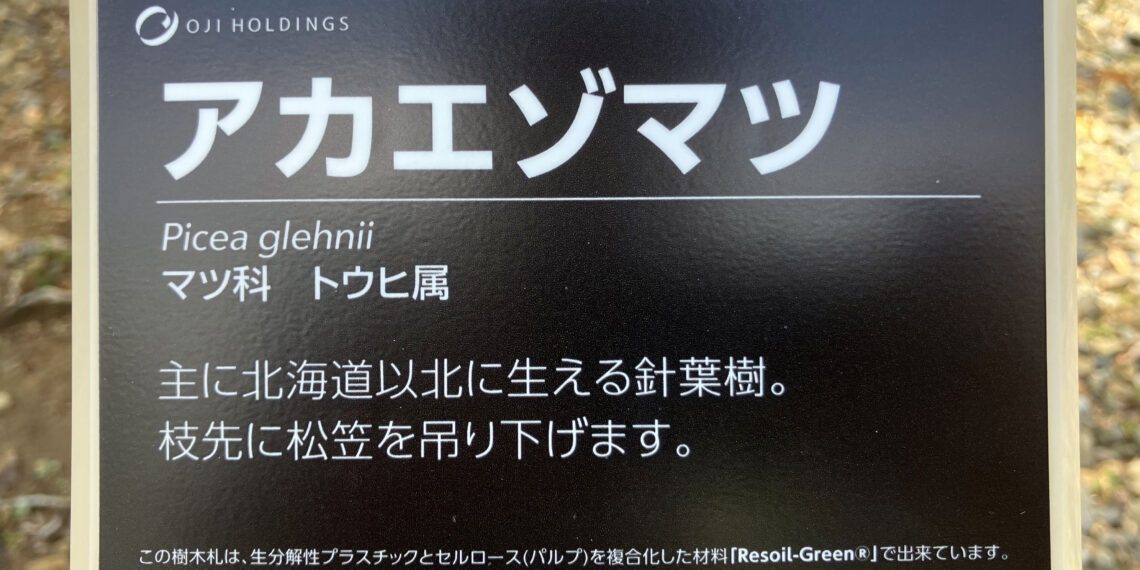 OJI HOLDINGS
アカエゾマツ
Picea glehnii
マツ科　トウヒ属
主に北海道以北に生える針葉樹。
枝先に松笠を吊り下げます。
この樹木札は、生分解性プラスチックとセルロース(パルプ)を複合化した材料「Resoil-Green®」で出来ています。